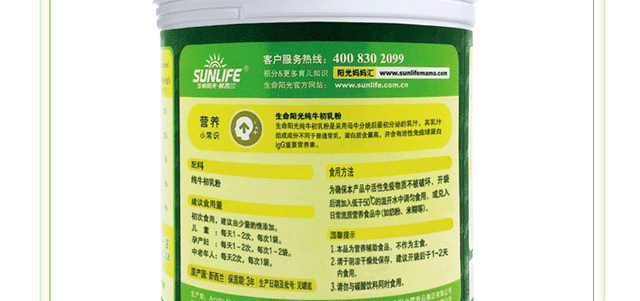 SUNLIFE
生命阳光·新西兰
客户服务热线: 400 830 2099
积分&更多育儿知识 阳光妈妈汇 www.sunlifemama.com
生命阳光官方网站: www.sunlife.com.cn
营养
小常识
生命阳光纯牛初乳粉
生命阳光纯牛初乳粉是采用母牛分娩后最初分泌的乳汁，其乳汁
组成成份不同于普通常乳，蛋白质含量高，并含有活性免疫球蛋白
IgG重要营养素。
配料
纯牛初乳粉
建议食用量
初次食用，建议由少量酌情添加。
儿 童 : 每天1~2次，每次1袋。
孕产妇 : 每天1~2次，每次1~2袋。
中老年人: 每天2次，每次1袋。
原产国: 新西兰 保质期: 3年 生产日期及批号: 见罐底
食用方法
为确保本产品中活性免疫物质不被破坏，开袋
后请加入低于50℃的温开水中调匀食用，或兑入
日常流质营养食品中(如奶粉、米糊等)。
温馨提示
1. 本品为营养辅助食品，不作为主食。
2. 请于阴凉干燥处保存，建议开袋后于1-2天
内食用。
3. 请勿与碳酸饮料同时食用。